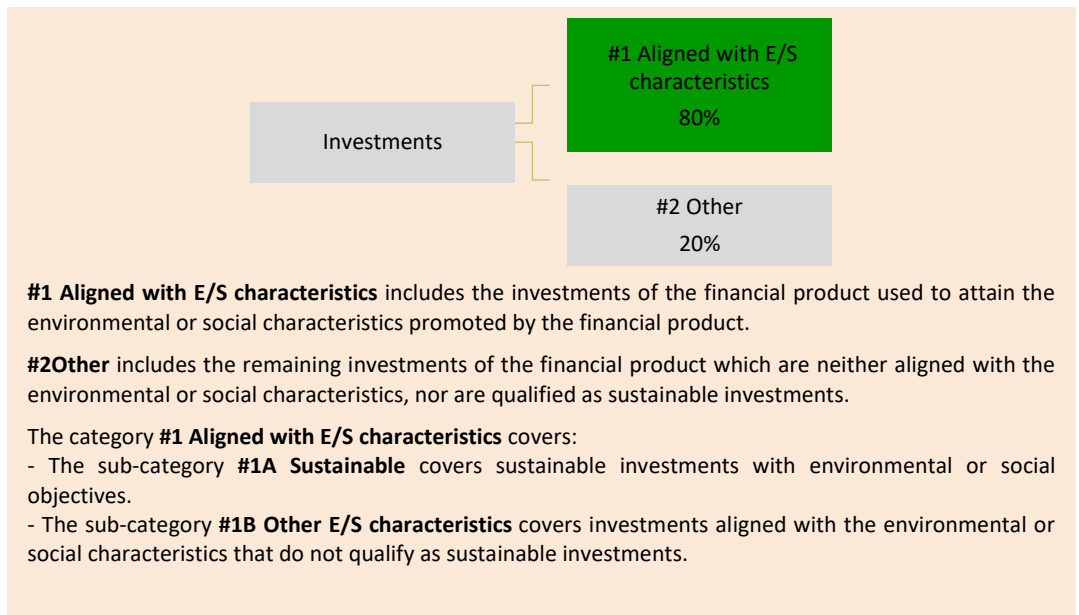 #1 Aligned with E/S
characteristics
80%
Investments
#2 Other
20%
#1 Aligned with E/S characteristics includes the investments of the financial product used to attain the
environmental or social characteristics promoted by the financial product.
#2Other includes the remaining investments of the financial product which are neither aligned with the
environmental or social characteristics, nor are qualified as sustainable investments.
The category #1 Aligned with E/S characteristics covers:
- The sub-category #1A Sustainable covers sustainable investments with environmental or social
objectives.
- The sub-category #1B Other E/S characteristics covers investments aligned with the environmental or
social characteristics that do not qualify as sustainable investments.